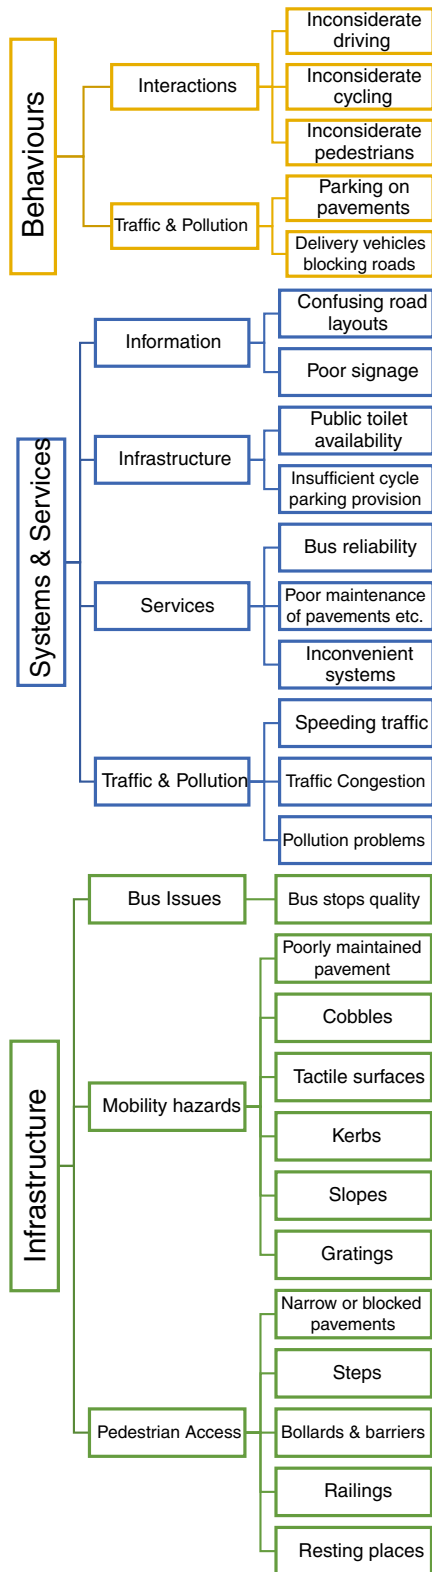 Behaviours
Interactions
Inconsiderate
driving
Inconsiderate
cycling
Inconsiderate
pedestrians
Traffic & Pollution
Parking on
pavements
Delivery vehicles
blocking roads
Systems & Services
Information
Confusing road
layouts
Poor signage
Infrastructure
Public toilet
availability
Insufficient cycle
parking provision
Services
Bus reliability
Poor maintenance
of pavements etc.
Inconvenient
systems
Traffic & Pollution
Speeding traffic
Traffic Congestion
Pollution problems
Infrastructure
Bus Issues
Bus stops quality
Mobility hazards
Poorly maintained
pavement
Cobbles
Tactile surfaces
Kerbs
Slopes
Gratings
Pedestrian Access
Narrow or blocked
pavements
Steps
Bollards & barriers
Railings
Resting places